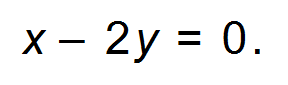 x – 2y = 0.